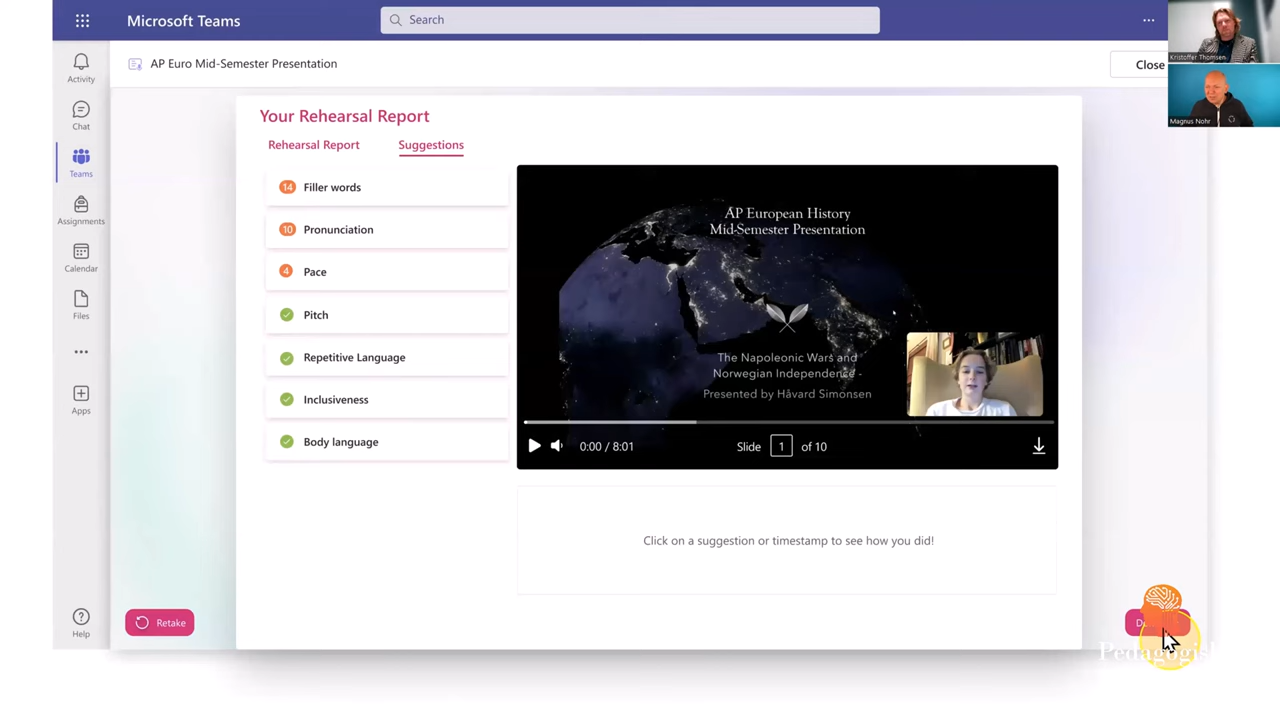 Microsoft Teams
Search
Kristoffer Thomsen
Magnus Nohr
AP Euro Mid-Semester Presentation
Close
Activity
Chat
Teams
Assignments
Calendar
Files
Apps
Help
Your Rehearsal Report
Rehearsal Report
Suggestions
14 Filler words
10 Pronunciation
4 Pace
Pitch
Repetitive Language
Inclusiveness
Body language
AP European History
Mid-Semester Presentation
The Napoleonic Wars and
Norwegian Independence -
Presented by Håvard Simonsen
0:00 / 8:01
Slide 1 of 10
Click on a suggestion or timestamp to see how you did!
Retake